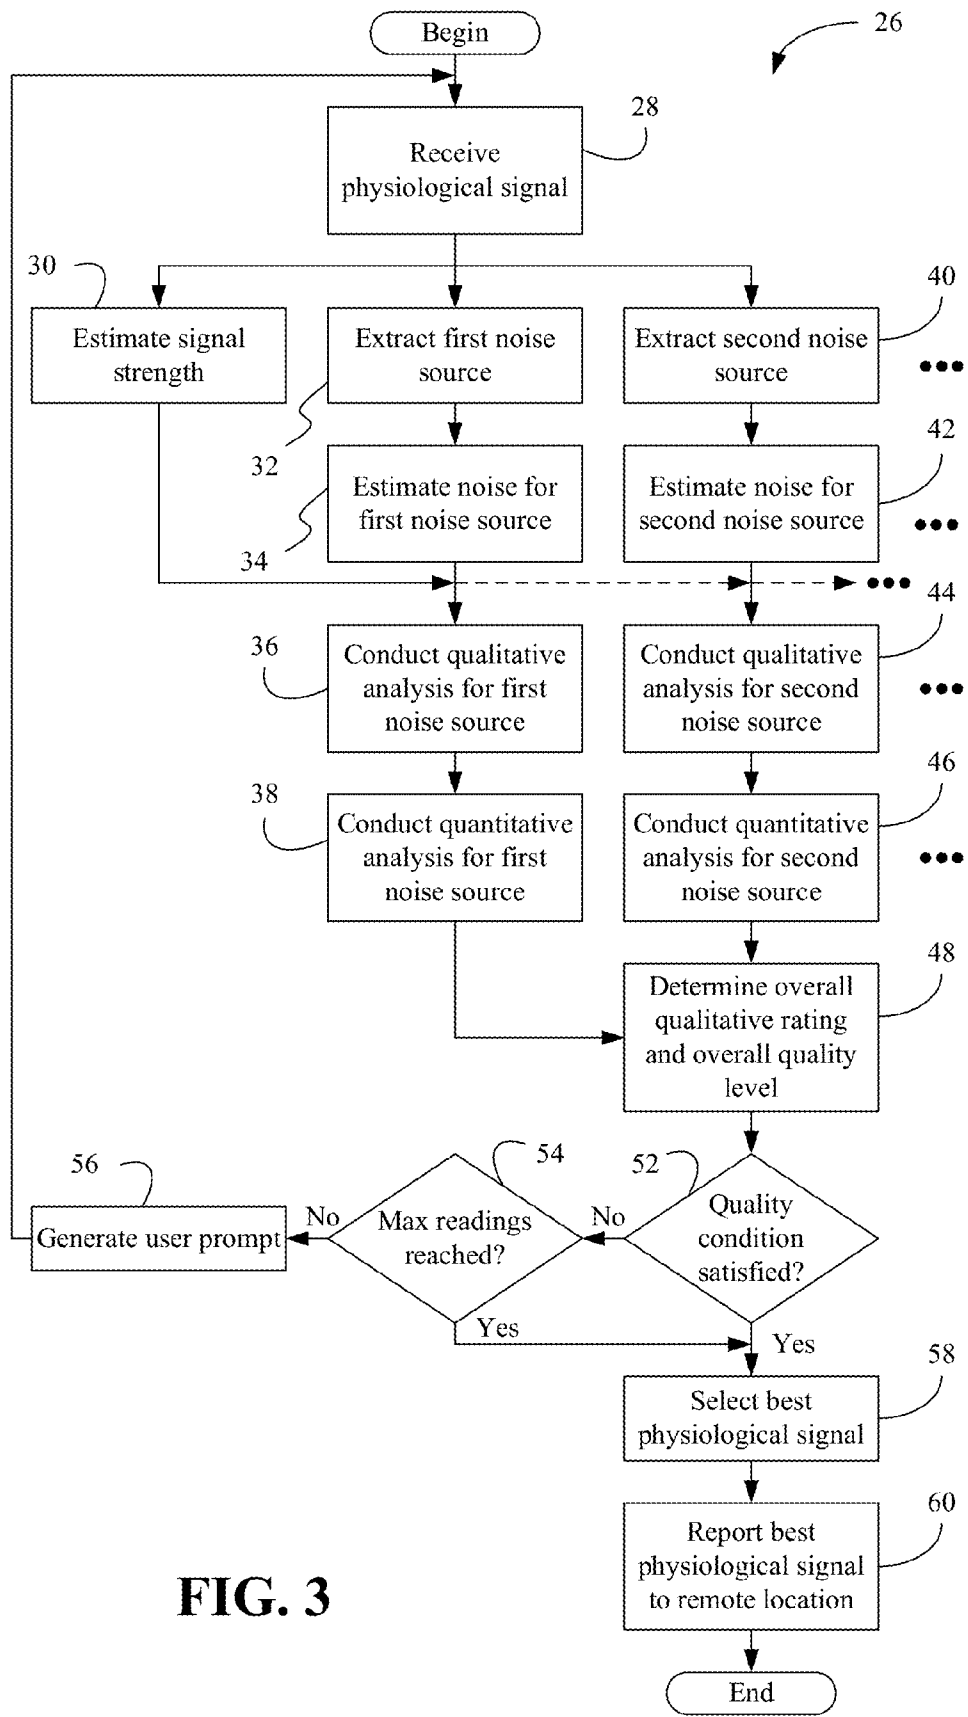 Begin
26
28
Receive
physiological signal
30
40
Estimate signal
strength
Extract first noise
source
Extract second noise
source
32
42
Estimate noise for
first noise source
Estimate noise for
second noise source
34
44
36
Conduct qualitative
analysis for first
noise source
Conduct qualitative
analysis for second
noise source
46
38
Conduct quantitative
analysis for first
noise source
Conduct quantitative
analysis for second
noise source
48
Determine overall
qualitative rating
and overall quality
level
56
54
52
Generate user prompt
No
Max readings
reached?
No
Quality
condition
satisfied?
Yes
Yes
58
Select best
physiological signal
60
Report best
physiological signal
to remote location
FIG. 3
End